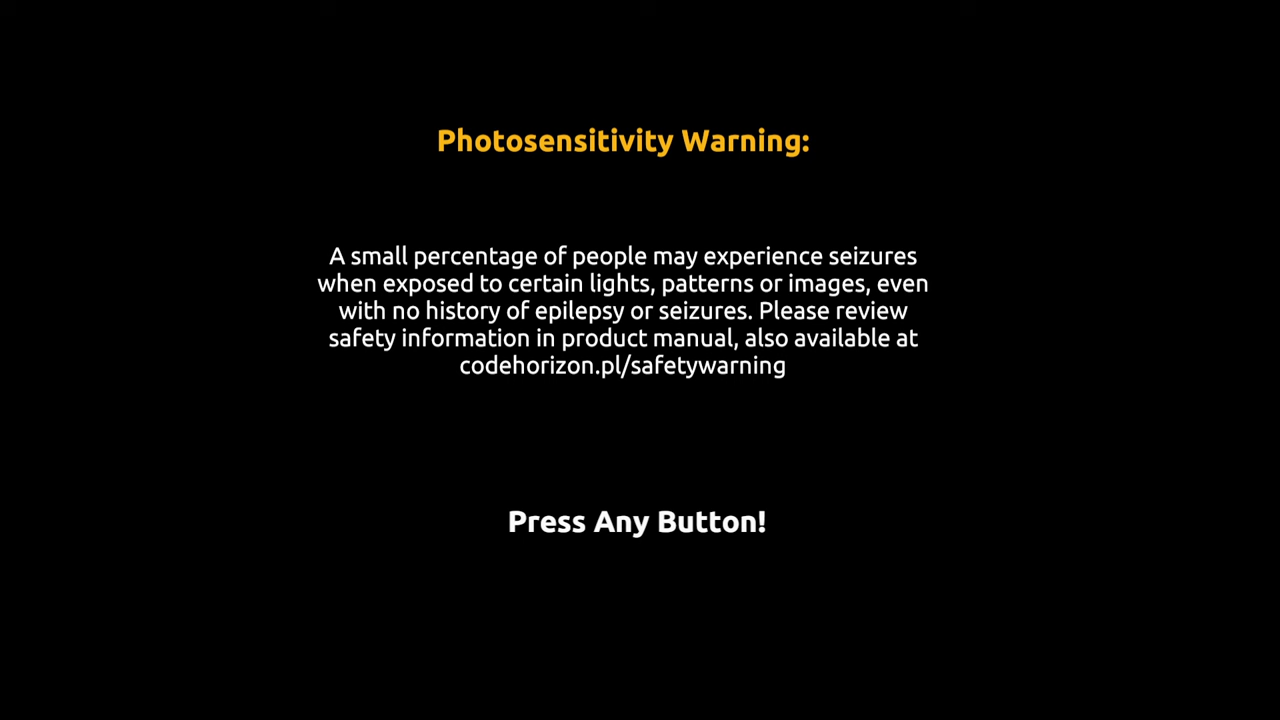 Photosensitivity Warning:
A small percentage of people may experience seizures
when exposed to certain lights, patterns or images, even
with no history of epilepsy or seizures. Please review
safety information in product manual, also available at
codehorizon.pl/safetywarning
Press Any Button!